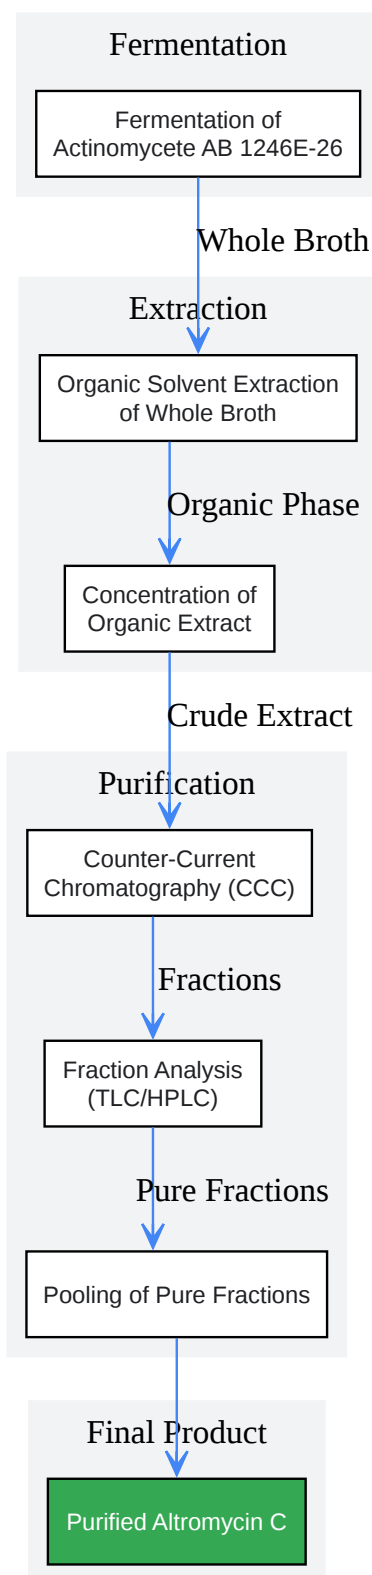 Fermentation
Fermentation of
Actinomycete AB 1246E-26
Whole Broth
Extraction
Organic Solvent Extraction
of Whole Broth
Organic Phase
Concentration of
Organic Extract
Crude Extract
Purification
Counter-Current
Chromatography (CCC)
Fractions
Fraction Analysis
(TLC/HPLC)
Pure Fractions
Pooling of Pure Fractions
Final Product
Purified Altromycin C